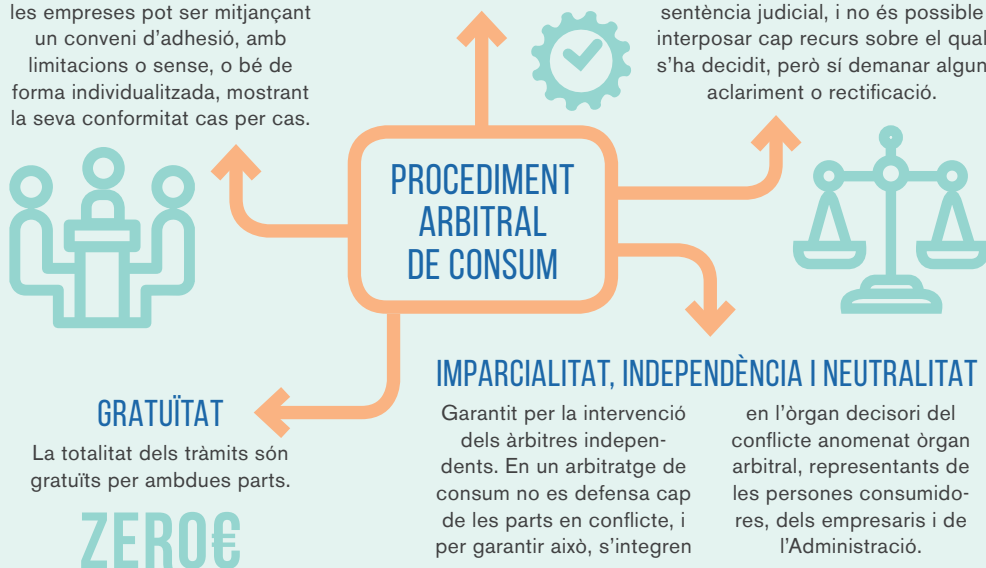 les empreses pot ser mitjançant
un conveni d’adhesió, amb
limitacions o sense, o bé de
forma individualitzada, mostrant
la seva conformitat cas per cas.
sentència judicial, i no és possible
interposar cap recurs sobre el qual
s’ha decidit, però sí demanar algun
aclariment o rectificació.
PROCEDIMENT
ARBITRAL
DE CONSUM
GRATUÏTAT
La totalitat dels tràmits són
gratuïts per ambdues parts.
ZERO€
IMPARCIALITAT, INDEPENDÈNCIA I NEUTRALITAT
Garantit per la intervenció
dels àrbitres indepen-
dents. En un arbitratge de
consum no es defensa cap
de les parts en conflicte, i
per garantir això, s’integren
en l’òrgan decisori del
conflicte anomenat òrgan
arbitral, representants de
les persones consumido-
res, dels empresaris i de
l’Administració.